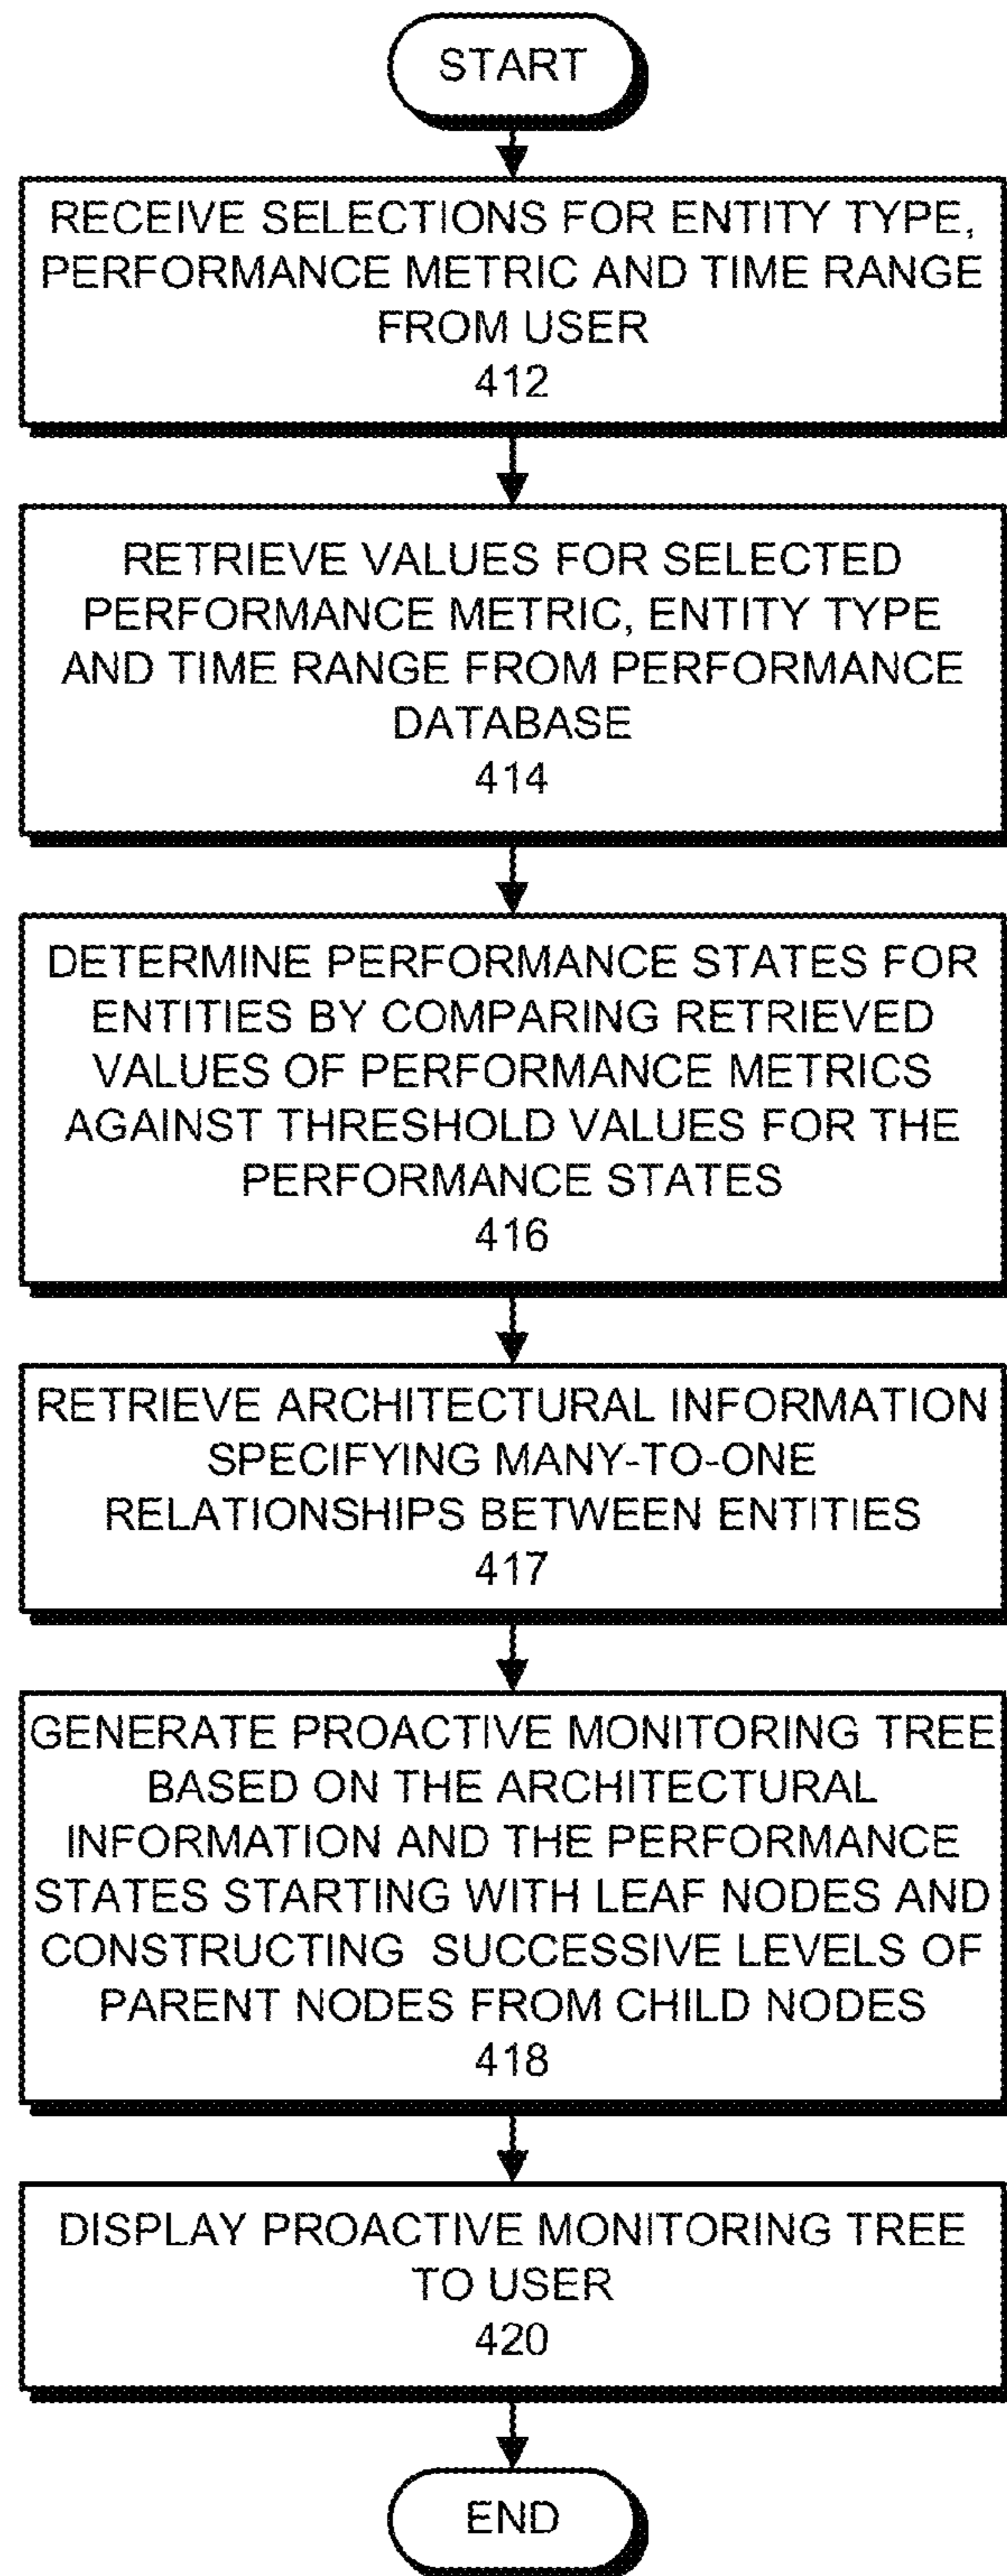 START
RECEIVE SELECTIONS FOR ENTITY TYPE,
PERFORMANCE METRIC AND TIME RANGE
FROM USER
412
RETRIEVE VALUES FOR SELECTED
PERFORMANCE METRIC, ENTITY TYPE
AND TIME RANGE FROM PERFORMANCE
DATABASE
414
DETERMINE PERFORMANCE STATES FOR
ENTITIES BY COMPARING RETRIEVED
VALUES OF PERFORMANCE METRICS
AGAINST THRESHOLD VALUES FOR THE
PERFORMANCE STATES
416
RETRIEVE ARCHITECTURAL INFORMATION
SPECIFYING MANY-TO-ONE
RELATIONSHIPS BETWEEN ENTITIES
417
GENERATE PROACTIVE MONITORING TREE
BASED ON THE ARCHITECTURAL
INFORMATION AND THE PERFORMANCE
STATES STARTING WITH LEAF NODES AND
CONSTRUCTING SUCCESSIVE LEVELS OF
PARENT NODES FROM CHILD NODES
418
DISPLAY PROACTIVE MONITORING TREE
TO USER
420
END